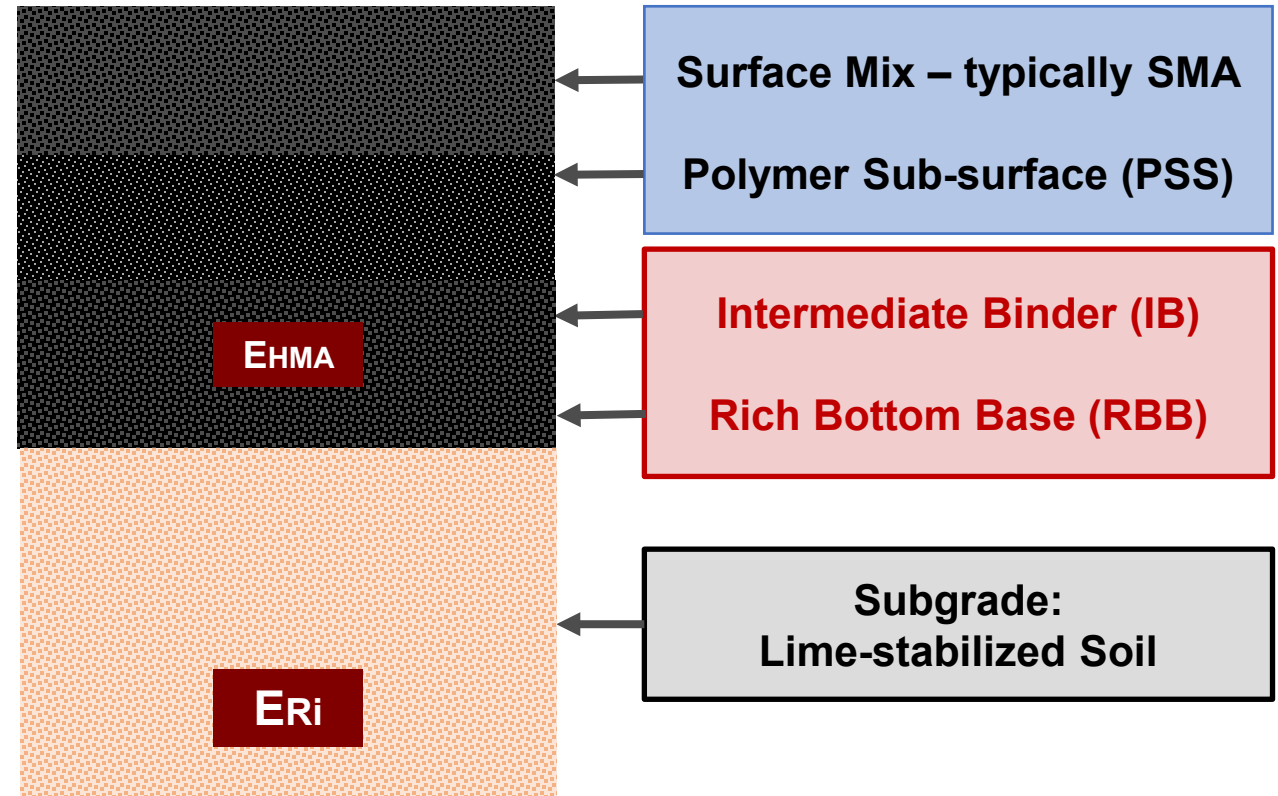 Surface Mix – typically SMA
Polymer Sub-surface (PSS)
Intermediate Binder (IB)
EHMA
Rich Bottom Base (RBB)
Subgrade:
Lime-stabilized Soil
ERi